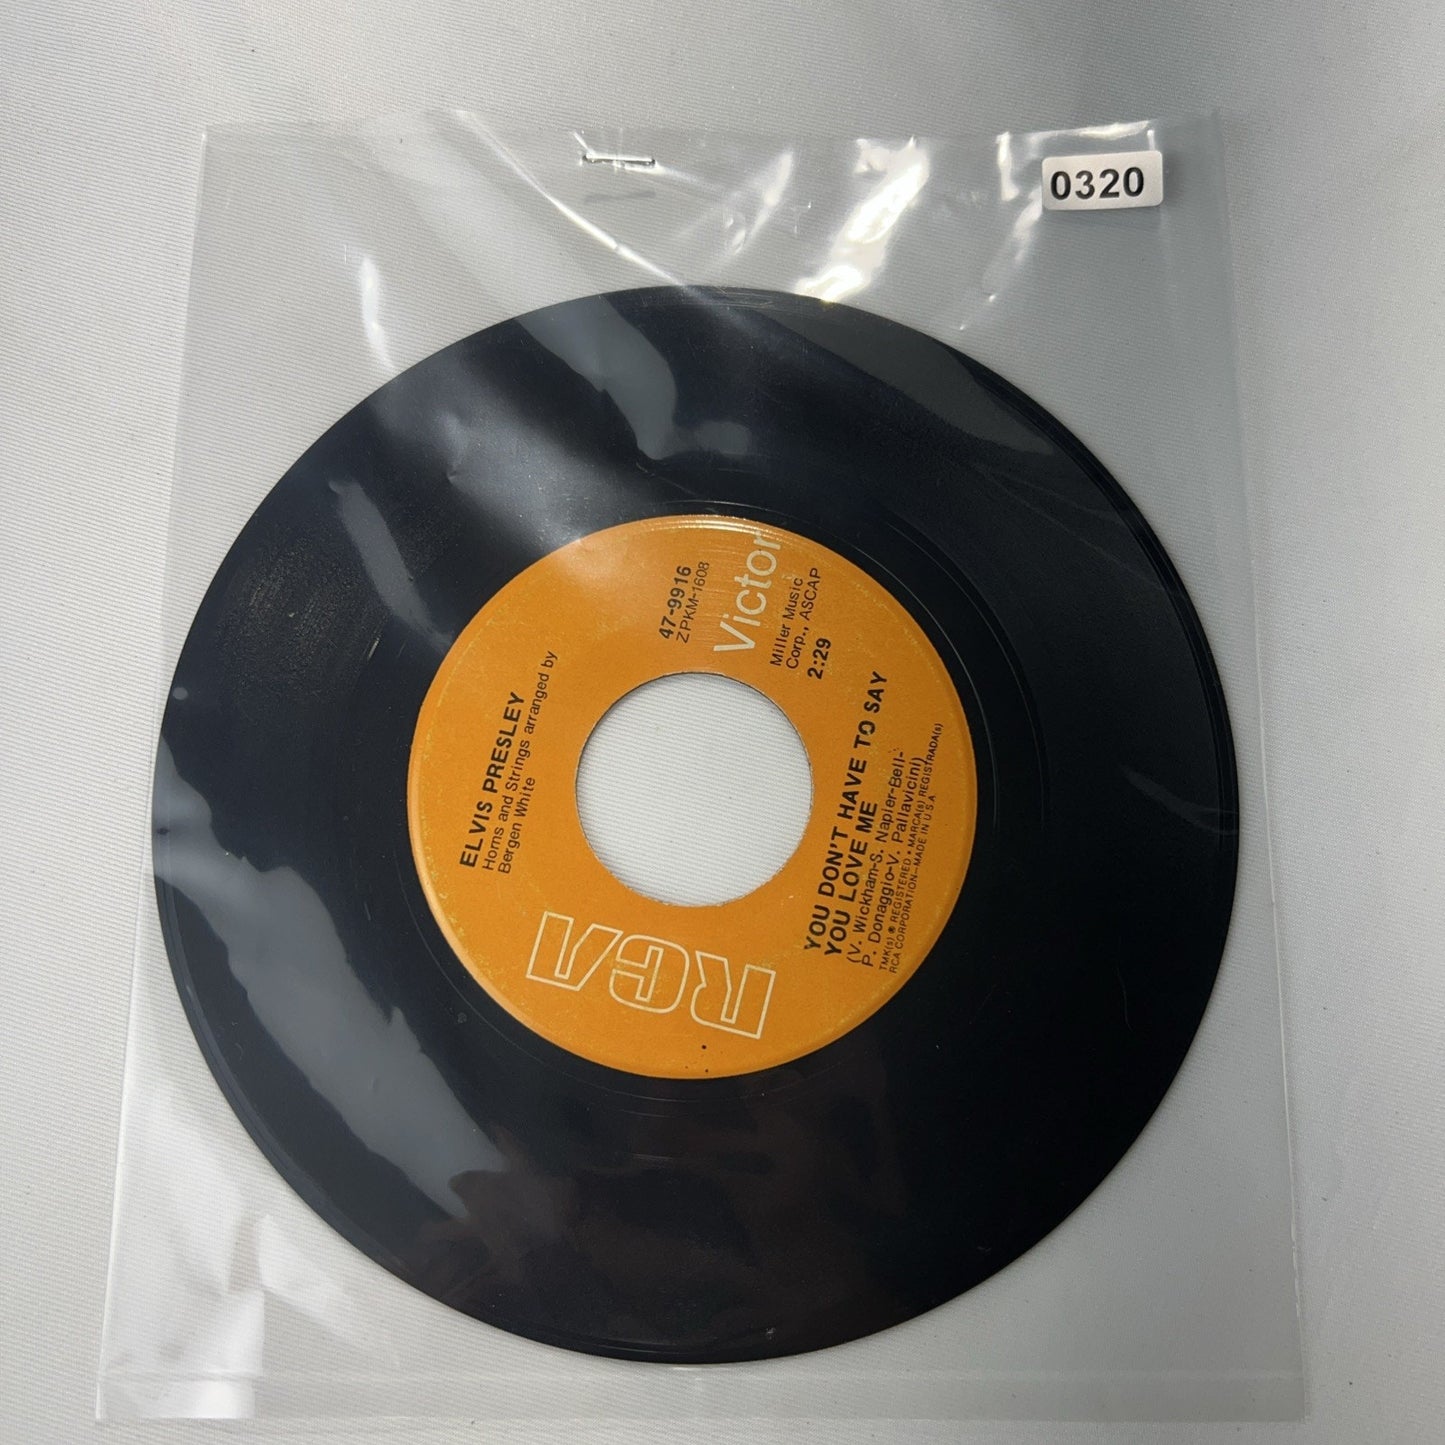 0320
47-9916
ZPKM-1608
Victor
Miller Music
Corp., ASCAP
2:29
ELVIS PRESLEY
Horns and Strings arranged by
Bergen White
YOU DON'T HAVE TO SAY
YOU LOVE ME
(V. Wickham-S. Napier-Bell-
P. Donaggio-V. Pallavicini)
TMK(s) ® REGISTERED • MARCA(s) REGISTRADA(s)
RCA CORPORATION—MADE IN U.S.A
RCA